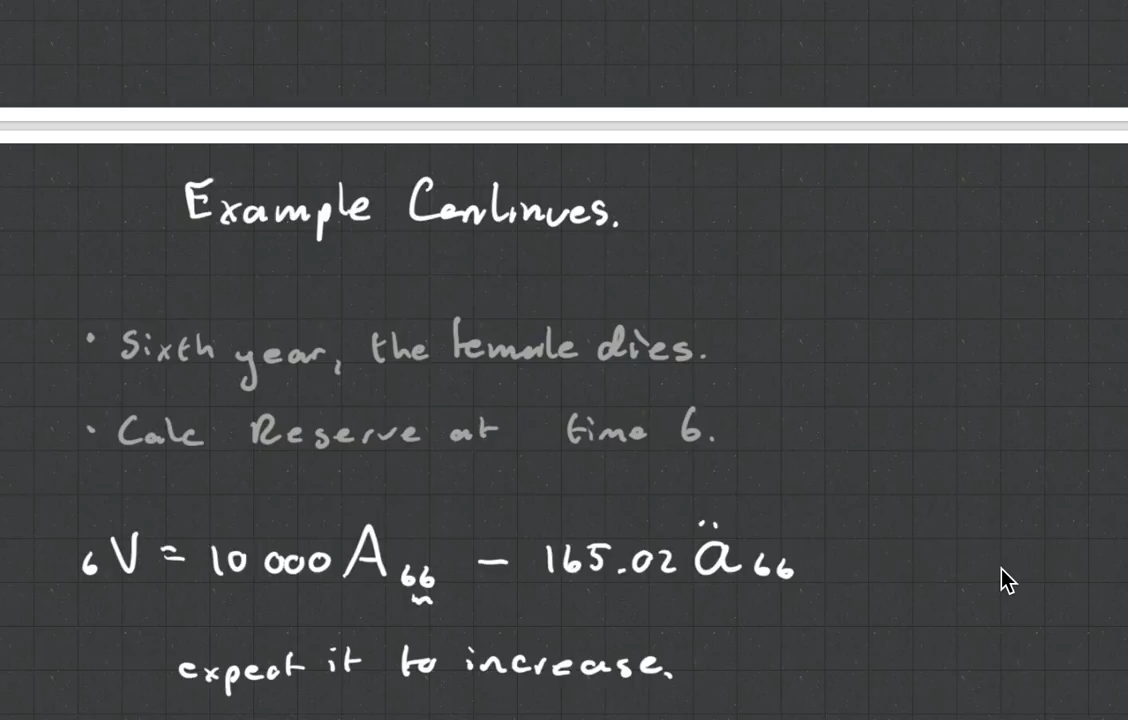 Example Continues.
• Sixth year, the female dies.
• Calc Reserve at time 6.
₆V = 10 000 A₆₆ − 165.02 ä₆₆
expect it to increase.